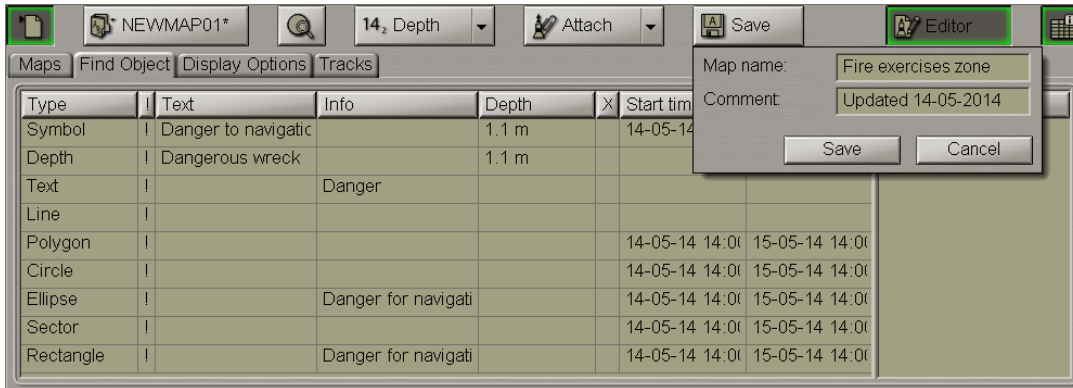 NEWMAP01* 14₂ Depth Attach Save Editor
Maps Find Object Display Options Tracks
Map name: Fire exercises zone
Comment: Updated 14-05-2014
Save Cancel
Type ! Text Info Depth X Start tim
Symbol ! Danger to navigatic 1.1 m 14-05-14
Depth ! Dangerous wreck 1.1 m
Text ! Danger
Line !
Polygon ! 14-05-14 14:0( 15-05-14 14:0(
Circle ! 14-05-14 14:0( 15-05-14 14:0(
Ellipse ! Danger for navigati 14-05-14 14:0( 15-05-14 14:0(
Sector ! 14-05-14 14:0( 15-05-14 14:0(
Rectangle ! Danger for navigati 14-05-14 14:0( 15-05-14 14:0(